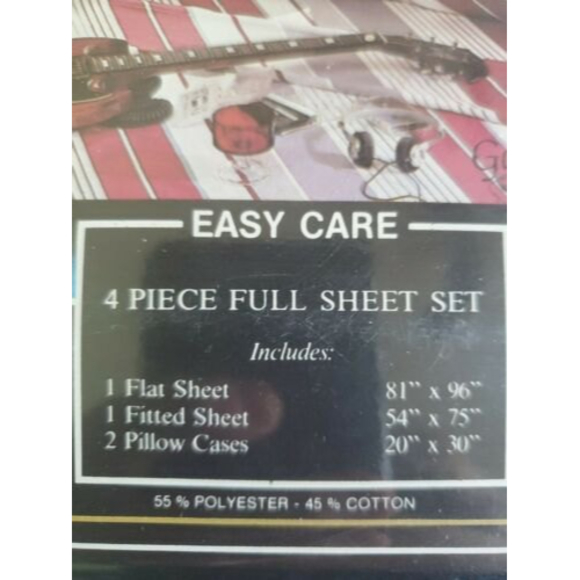 EASY CARE
4 PIECE FULL SHEET SET
Includes:
1 Flat Sheet 81" x 96"
1 Fitted Sheet 54" x 75"
2 Pillow Cases 20" x 30"
55 % POLYESTER - 45 % COTTON